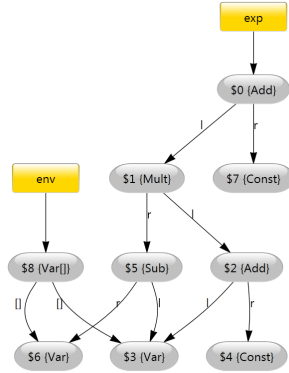 exp
$0 {Add}
l
r
env
$1 {Mult}
$7 {Const}
r
l
$8 {Var[]}
$5 {Sub}
$2 {Add}
[]
[]
r
l
l
r
$6 {Var}
$3 {Var}
$4 {Const}